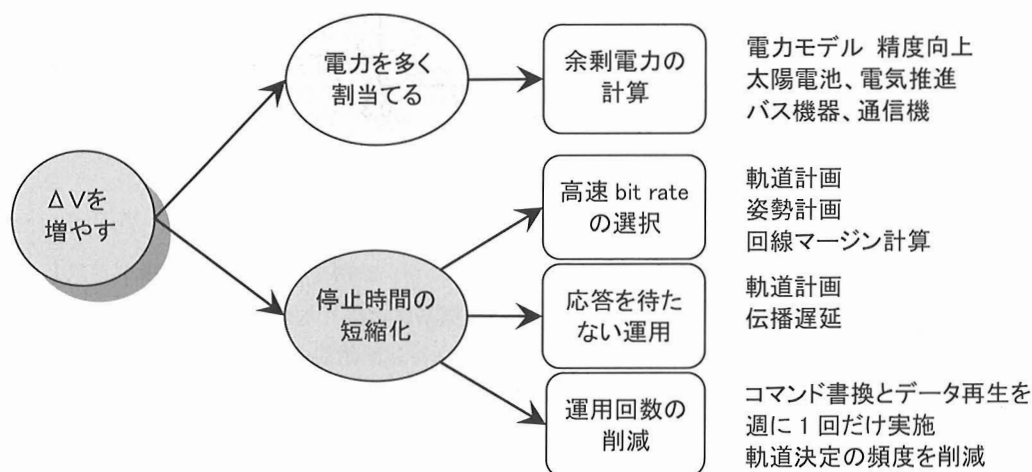 ΔVを
増やす
電力を多く
割当てる
余剰電力の
計算
電力モデル 精度向上
太陽電池、電気推進
バス機器、通信機
停止時間の
短縮化
高速 bit rate
の選択
軌道計画
姿勢計画
回線マージン計算
応答を待た
ない運用
軌道計画
伝播遅延
運用回数の
削減
コマンド書換とデータ再生を
週に1回だけ実施
軌道決定の頻度を削減